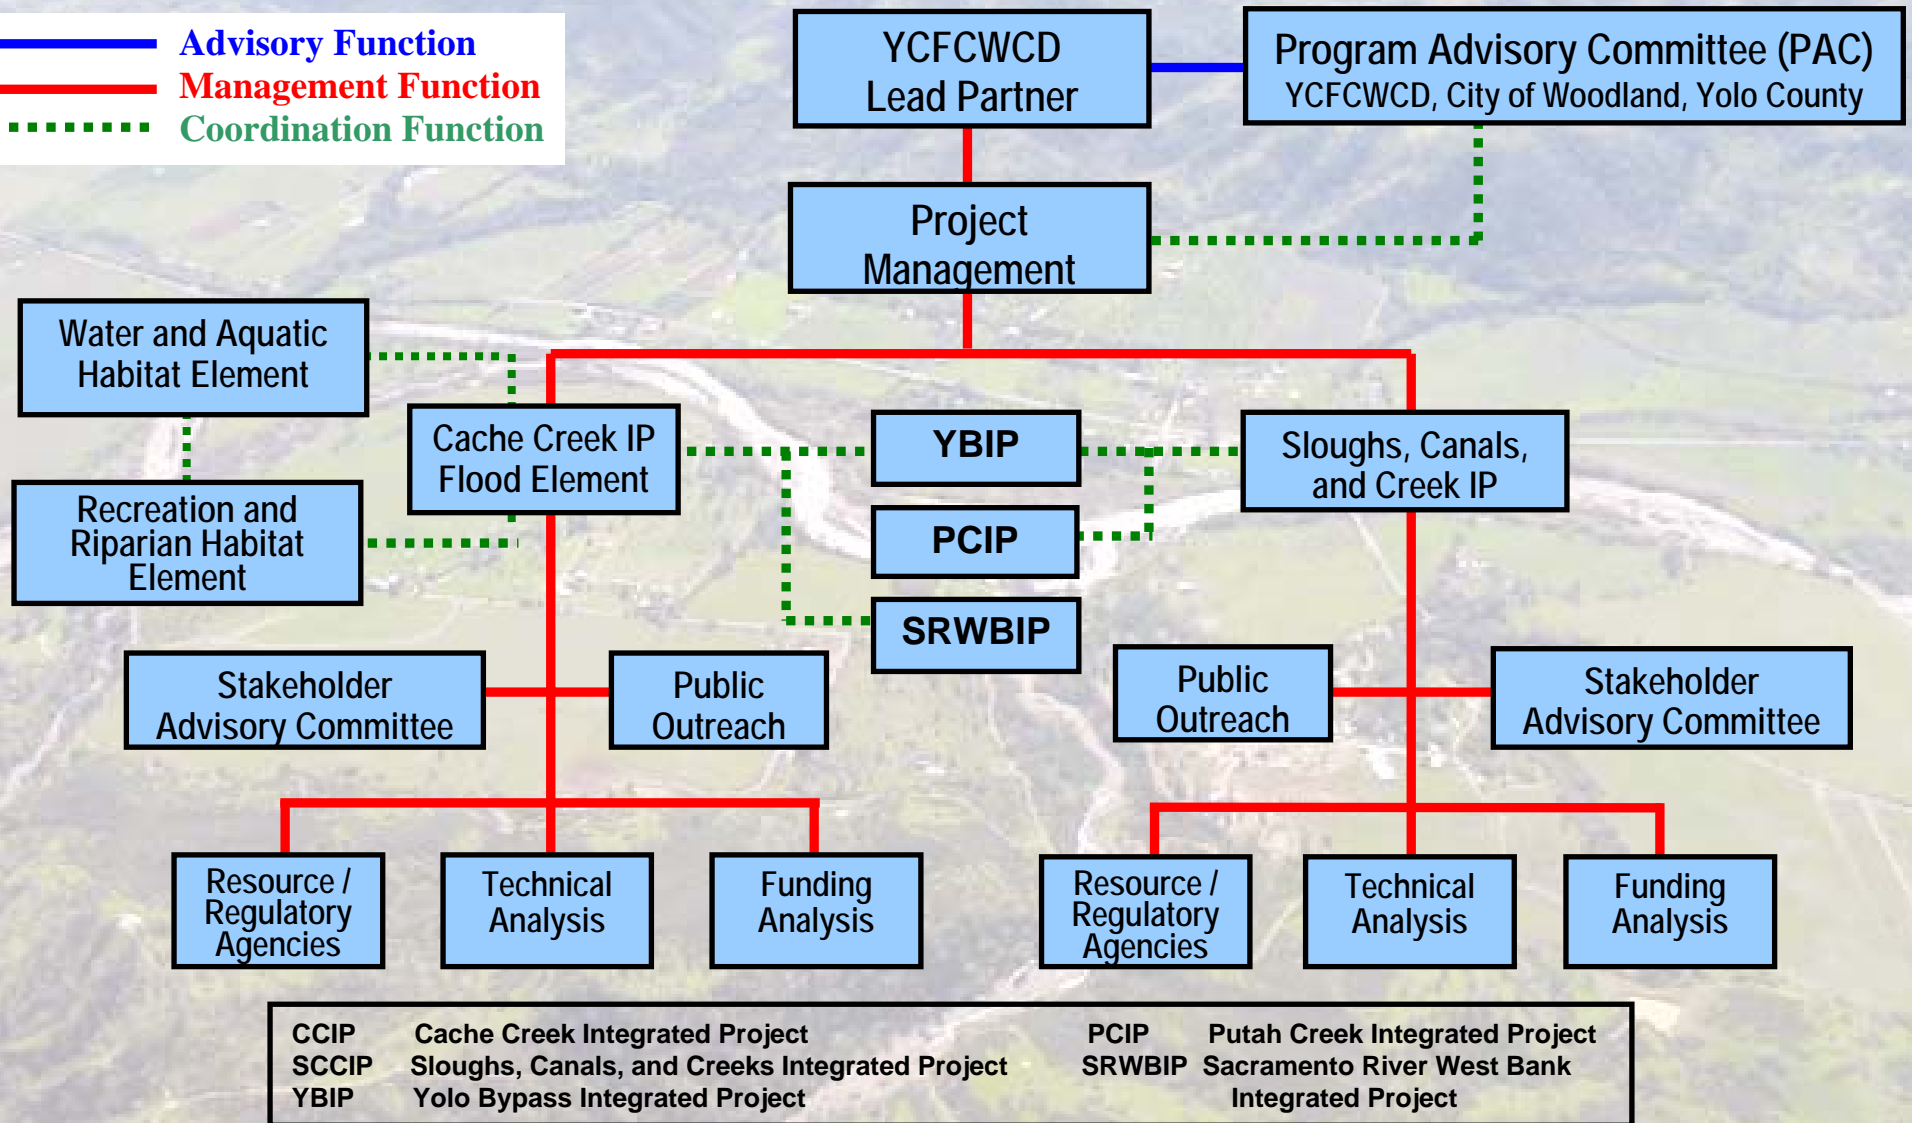 Advisory Function
Management Function
Coordination Function
YCFCWCD
Lead Partner
Program Advisory Committee (PAC)
YCFCWCD, City of Woodland, Yolo County
Project
Management
Water and Aquatic
Habitat Element
Recreation and
Riparian Habitat
Element
Cache Creek IP
Flood Element
YBIP
PCIP
SRWBIP
Sloughs, Canals,
and Creek IP
Stakeholder
Advisory Committee
Public
Outreach
Public
Outreach
Stakeholder
Advisory Committee
Resource /
Regulatory
Agencies
Technical
Analysis
Funding
Analysis
Resource /
Regulatory
Agencies
Technical
Analysis
Funding
Analysis
CCIP Cache Creek Integrated Project
SCCIP Sloughs, Canals, and Creeks Integrated Project
YBIP Yolo Bypass Integrated Project
PCIP Putah Creek Integrated Project
SRWBIP Sacramento River West Bank
Integrated Project